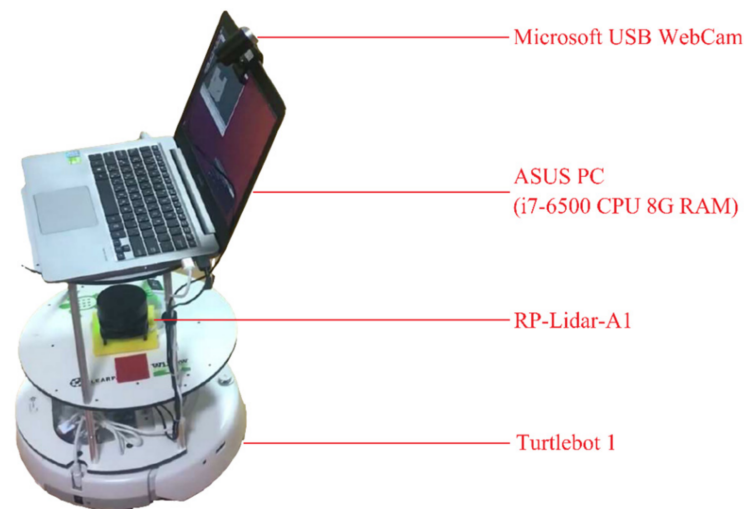 Microsoft USB WebCam
ASUS PC
(i7-6500 CPU 8G RAM)
RP-Lidar-A1
Turtlebot 1